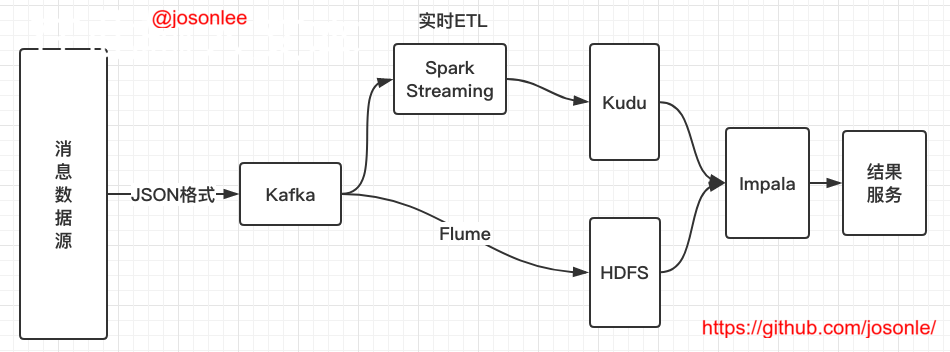 @josonlee
实时ETL
消
息
数
据
源
JSON格式
Kafka
Spark
Streaming
Flume
Kudu
HDFS
Impala
结果
服务
https://github.com/josonle/